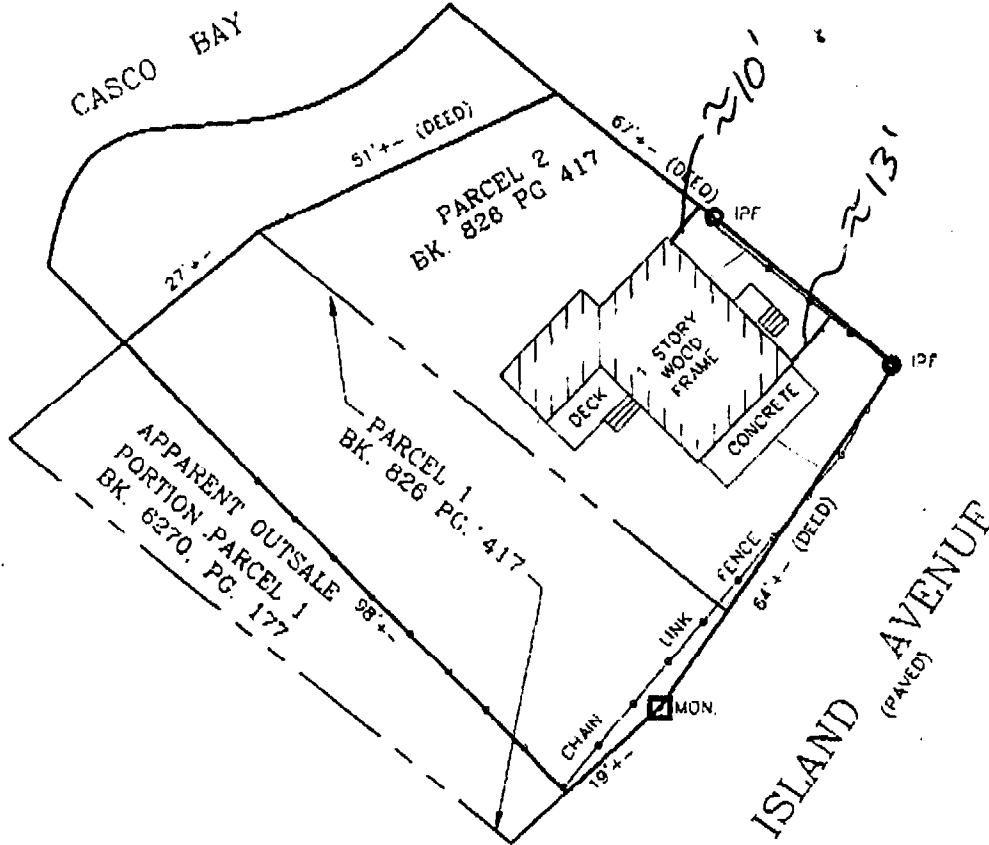 CASCO BAY
≈10'
51'+- (DEED)
67'+- (DEED)
≈13'
PARCEL 2
BK. 826 PG 417
IPF
27'+-
1 STORY
WOOD
FRAME
IPF
DECK
CONCRETE
PARCEL 1
BK. 826 PG. 417
APPARENT OUTSALE
PORTION PARCEL 1
BK. 6270, PG. 177
98'+-
CHAIN LINK FENCE
64'+- (DEED)
MON.
19'+-
ISLAND AVENUE
(PAVED)